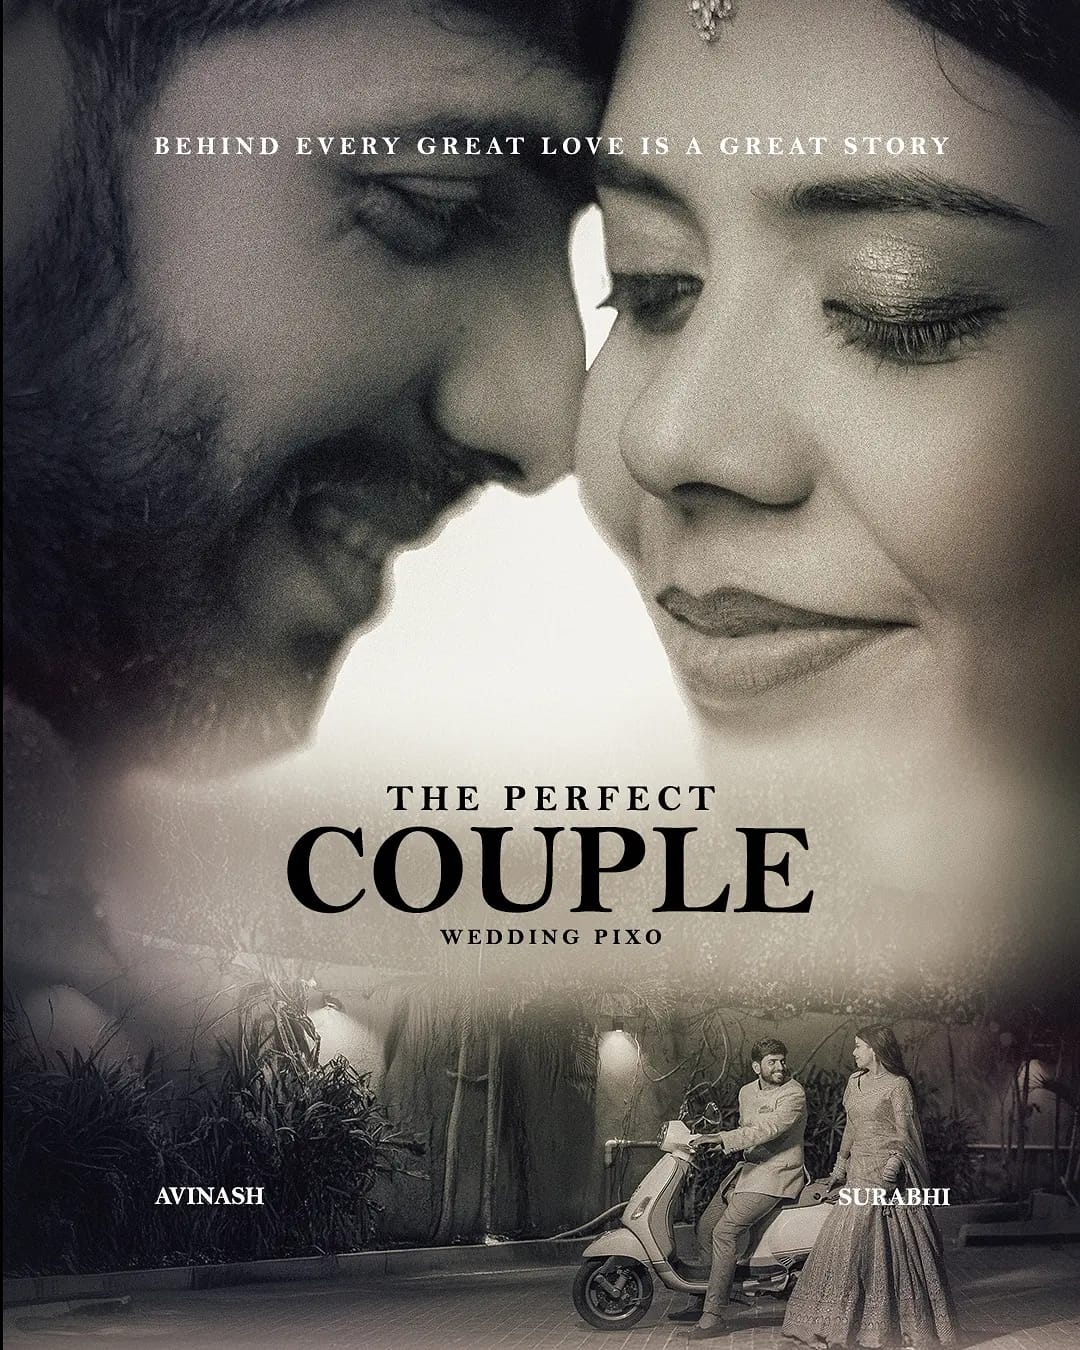 BEHIND EVERY GREAT LOVE IS A GREAT STORY
THE PERFECT
COUPLE
WEDDING PIXO
AVINASH
SURABHI